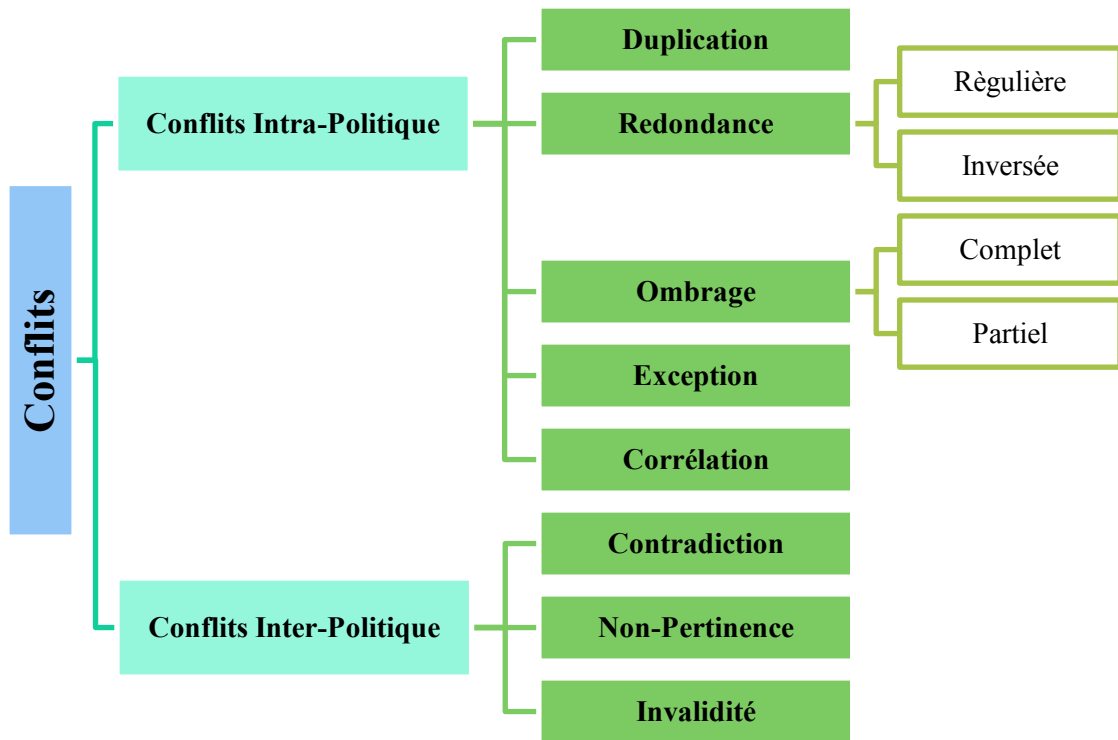 Conflits
Conflits Intra-Politique
Duplication
Redondance
Règulière
Inversée
Ombrage
Complet
Partiel
Exception
Corrélation
Conflits Inter-Politique
Contradiction
Non-Pertinence
Invalidité